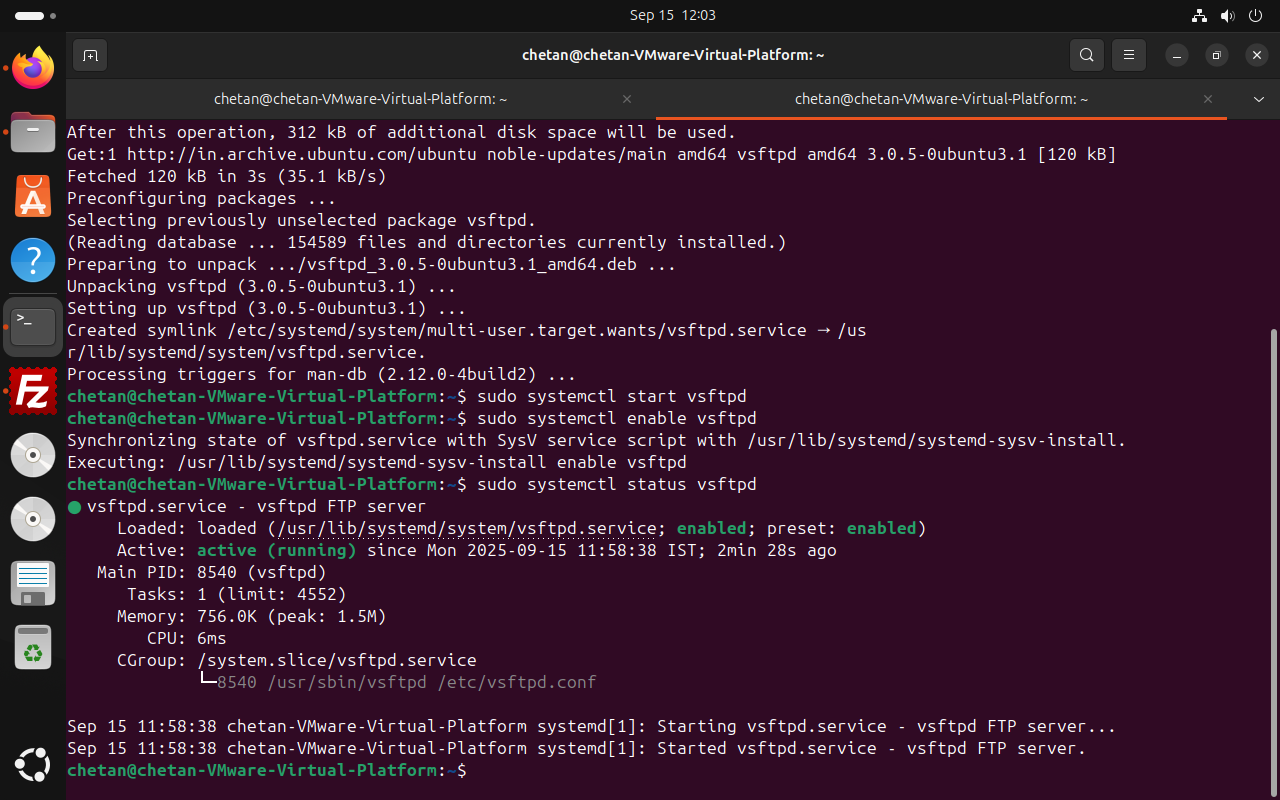 Sep 15 12:03
chetan@chetan-VMware-Virtual-Platform: ~
chetan@chetan-VMware-Virtual-Platform: ~
chetan@chetan-VMware-Virtual-Platform: ~
After this operation, 312 kB of additional disk space will be used.
Get:1 http://in.archive.ubuntu.com/ubuntu noble-updates/main amd64 vsftpd amd64 3.0.5-0ubuntu3.1 [120 kB]
Fetched 120 kB in 3s (35.1 kB/s)
Preconfiguring packages ...
Selecting previously unselected package vsftpd.
(Reading database ... 154589 files and directories currently installed.)
Preparing to unpack .../vsftpd_3.0.5-0ubuntu3.1_amd64.deb ...
Unpacking vsftpd (3.0.5-0ubuntu3.1) ...
Setting up vsftpd (3.0.5-0ubuntu3.1) ...
Created symlink /etc/systemd/system/multi-user.target.wants/vsftpd.service → /us
r/lib/systemd/system/vsftpd.service.
Processing triggers for man-db (2.12.0-4build2) ...
chetan@chetan-VMware-Virtual-Platform:~$ sudo systemctl start vsftpd
chetan@chetan-VMware-Virtual-Platform:~$ sudo systemctl enable vsftpd
Synchronizing state of vsftpd.service with SysV service script with /usr/lib/systemd/systemd-sysv-install.
Executing: /usr/lib/systemd/systemd-sysv-install enable vsftpd
chetan@chetan-VMware-Virtual-Platform:~$ sudo systemctl status vsftpd
● vsftpd.service - vsftpd FTP server
Loaded: loaded (/usr/lib/systemd/system/vsftpd.service; enabled; preset: enabled)
Active: active (running) since Mon 2025-09-15 11:58:38 IST; 2min 28s ago
Main PID: 8540 (vsftpd)
Tasks: 1 (limit: 4552)
Memory: 756.0K (peak: 1.5M)
CPU: 6ms
CGroup: /system.slice/vsftpd.service
└─8540 /usr/sbin/vsftpd /etc/vsftpd.conf
Sep 15 11:58:38 chetan-VMware-Virtual-Platform systemd[1]: Starting vsftpd.service - vsftpd FTP server...
Sep 15 11:58:38 chetan-VMware-Virtual-Platform systemd[1]: Started vsftpd.service - vsftpd FTP server.
chetan@chetan-VMware-Virtual-Platform:~$